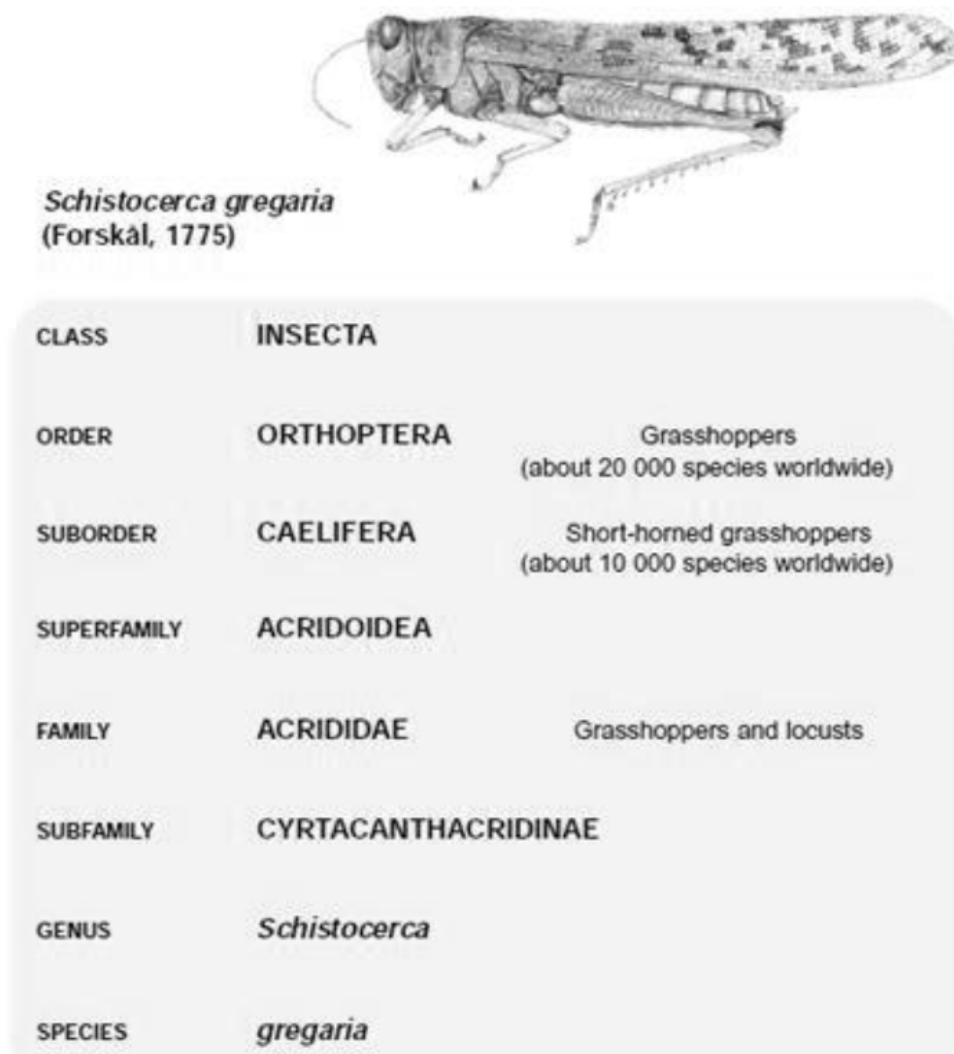 Schistocerca gregaria
(Forskål, 1775)
CLASS INSECTA
ORDER ORTHOPTERA Grasshoppers
(about 20 000 species worldwide)
SUBORDER CAELIFERA Short-horned grasshoppers
(about 10 000 species worldwide)
SUPERFAMILY ACRIDOIDEA
FAMILY ACRIDIDAE Grasshoppers and locusts
SUBFAMILY CYRTACANTHACRIDINAE
GENUS Schistocerca
SPECIES gregaria